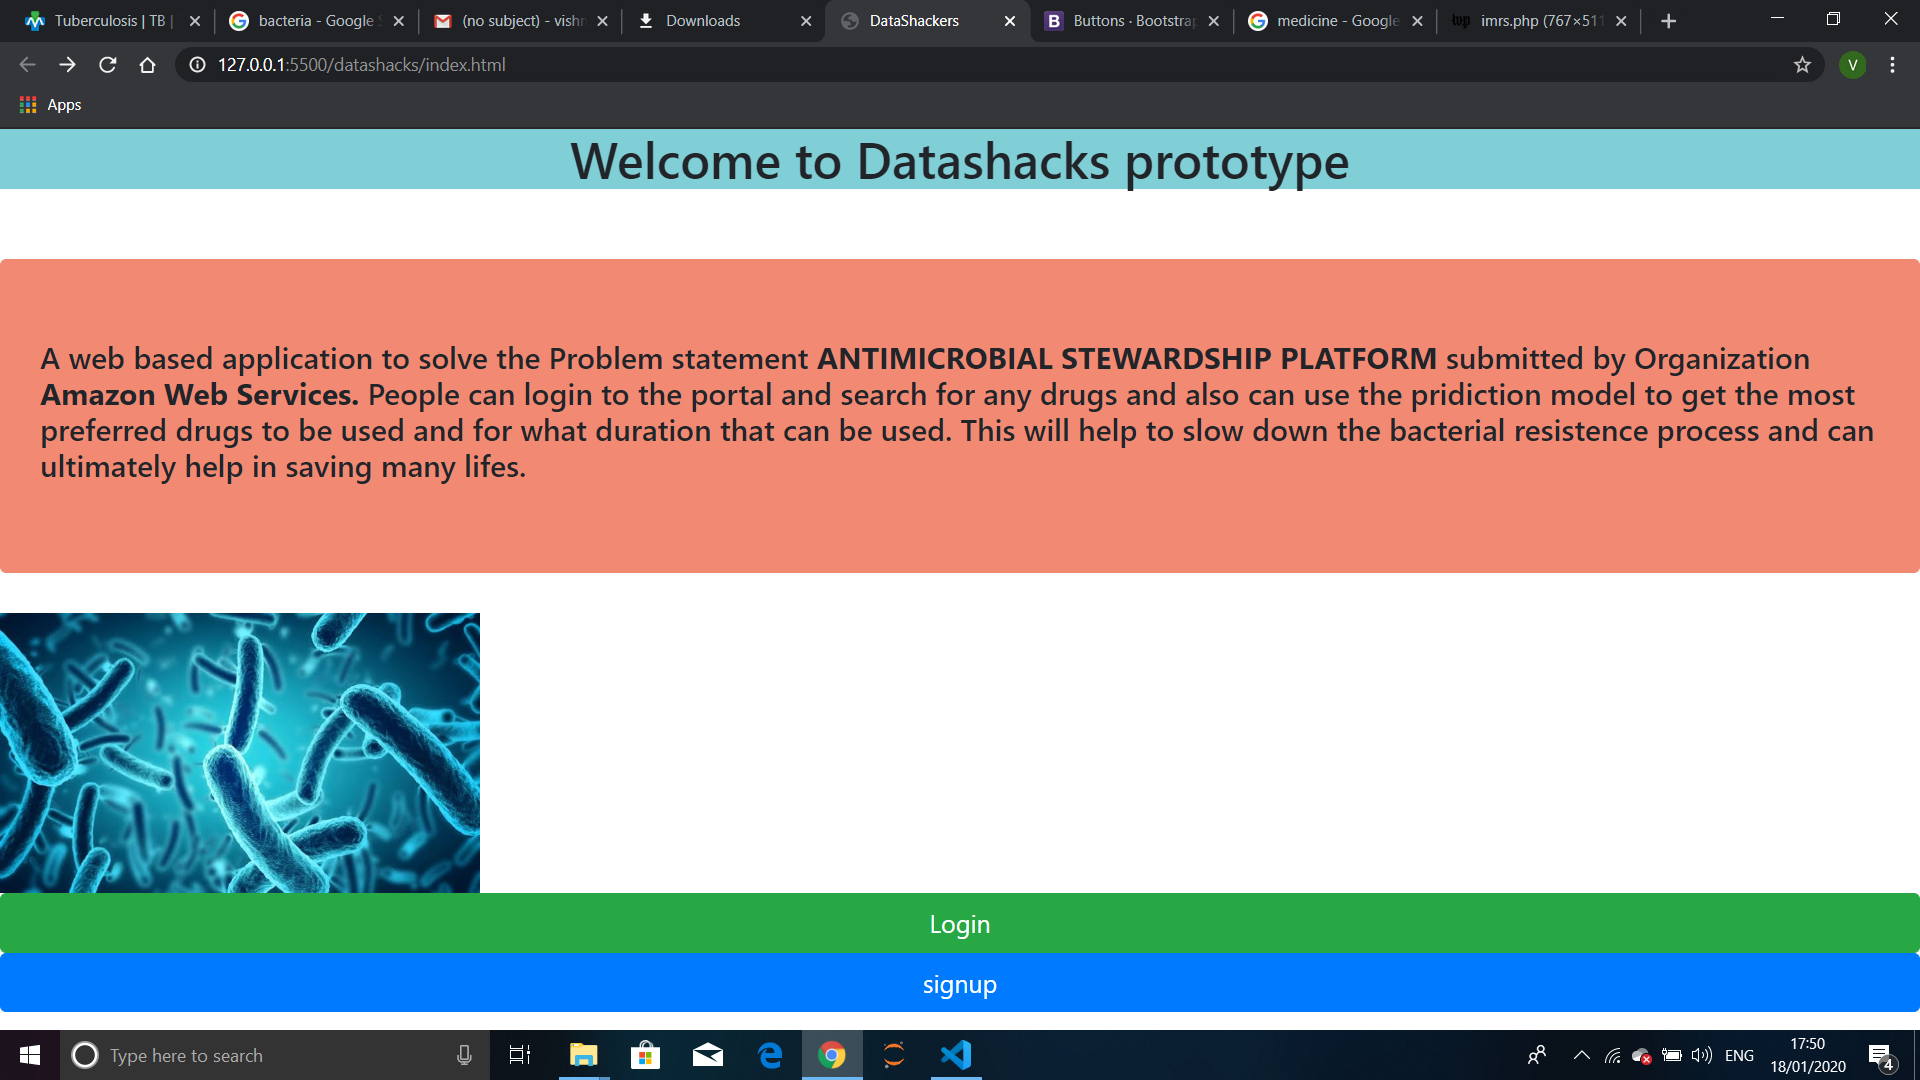 Tuberculosis | TB |
bacteria - Google S
(no subject) - vishn
Downloads
DataShackers
Buttons · Bootstrap
medicine - Google
wp imrs.php (767×511
127.0.0.1:5500/datashacks/index.html
V
Apps
Welcome to Datashacks prototype
A web based application to solve the Problem statement ANTIMICROBIAL STEWARDSHIP PLATFORM submitted by Organization
Amazon Web Services. People can login to the portal and search for any drugs and also can use the pridiction model to get the most
preferred drugs to be used and for what duration that can be used. This will help to slow down the bacterial resistence process and can
ultimately help in saving many lifes.
Login
signup
Type here to search
ENG
17:50
18/01/2020
4